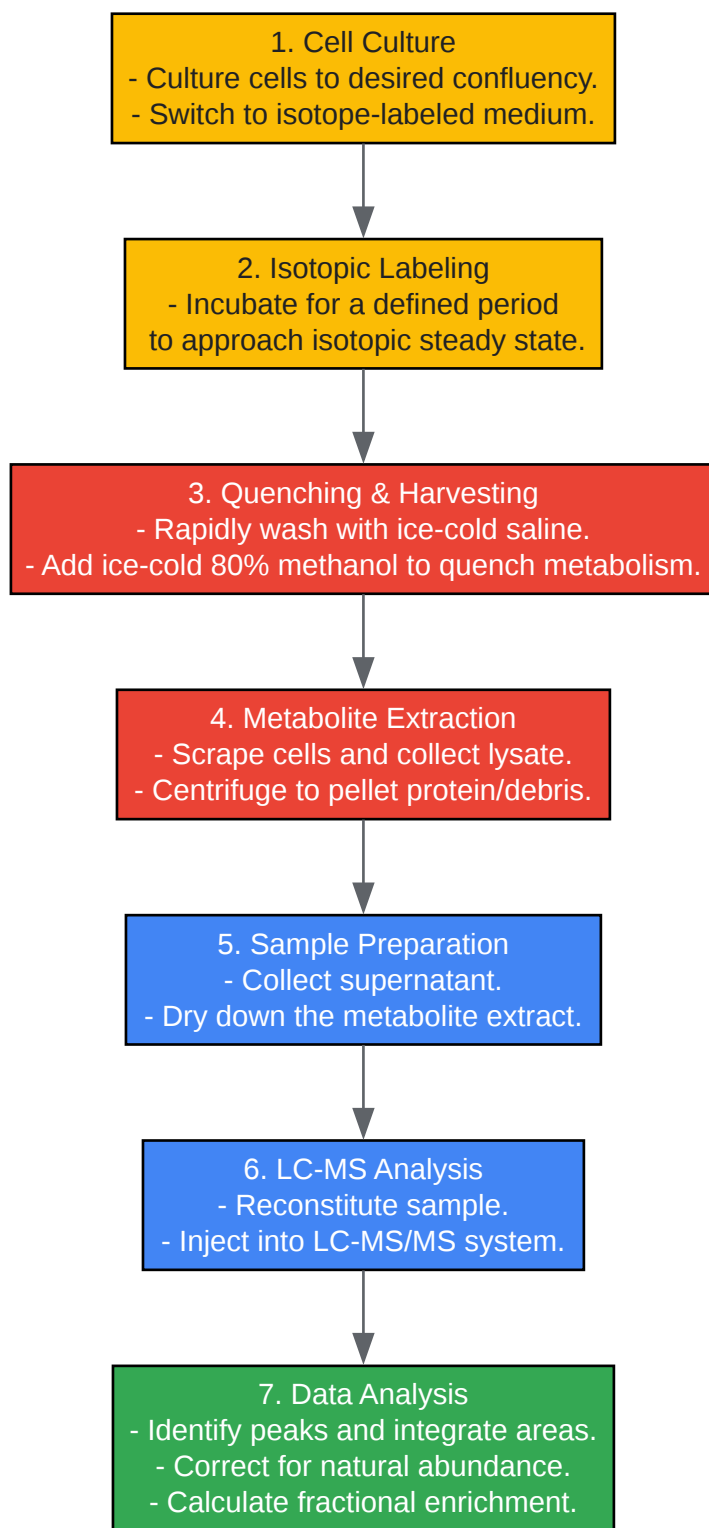 1. Cell Culture
- Culture cells to desired confluency.
- Switch to isotope-labeled medium.
2. Isotopic Labeling
- Incubate for a defined period
to approach isotopic steady state.
3. Quenching & Harvesting
- Rapidly wash with ice-cold saline.
- Add ice-cold 80% methanol to quench metabolism.
4. Metabolite Extraction
- Scrape cells and collect lysate.
- Centrifuge to pellet protein/debris.
5. Sample Preparation
- Collect supernatant.
- Dry down the metabolite extract.
6. LC-MS Analysis
- Reconstitute sample.
- Inject into LC-MS/MS system.
7. Data Analysis
- Identify peaks and integrate areas.
- Correct for natural abundance.
- Calculate fractional enrichment.